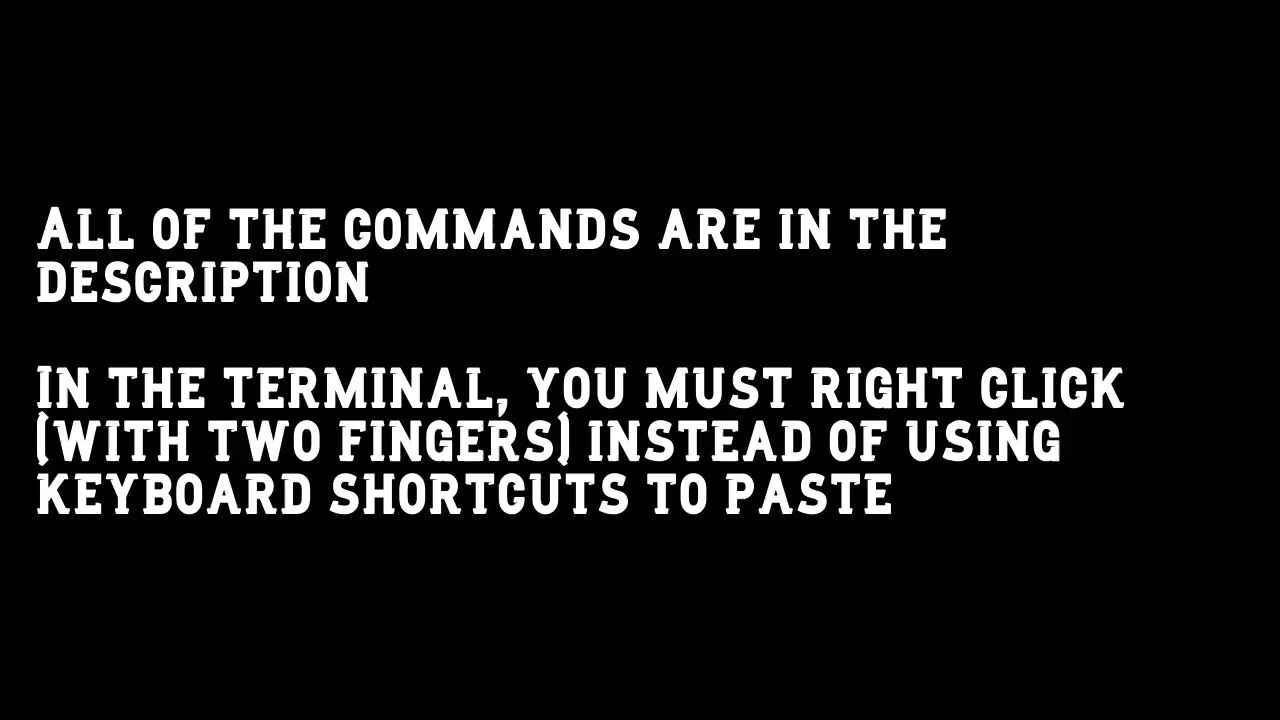 All of the commands are in the
description
In the terminal, you must right click
(with two fingers) instead of using
keyboard shortcuts to paste